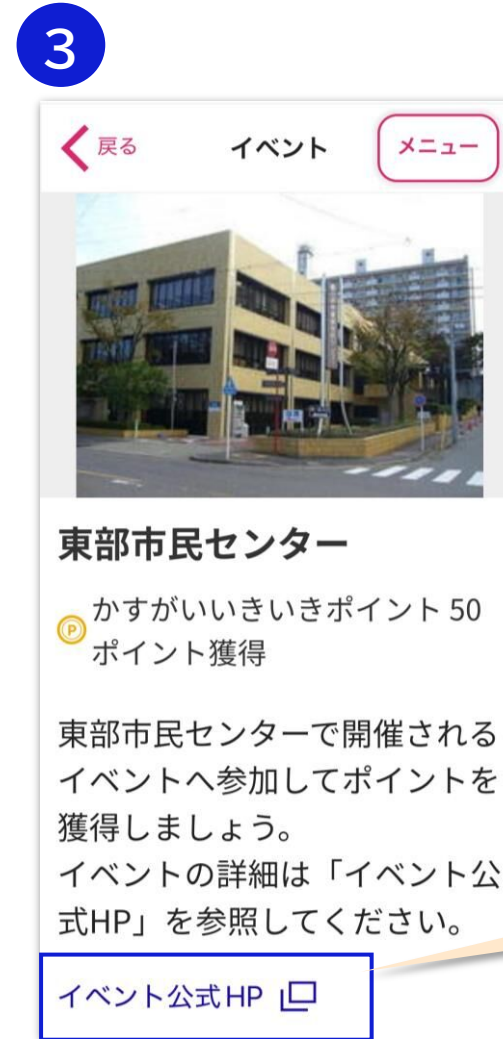 3
戻る
イベント
メニュー
東部市民センター
かすがいいきいきポイント 50
ポイント獲得
東部市民センターで開催される
イベントへ参加してポイントを
獲得しましょう。
イベントの詳細は「イベント公
式HP」を参照してください。
イベント公式HP